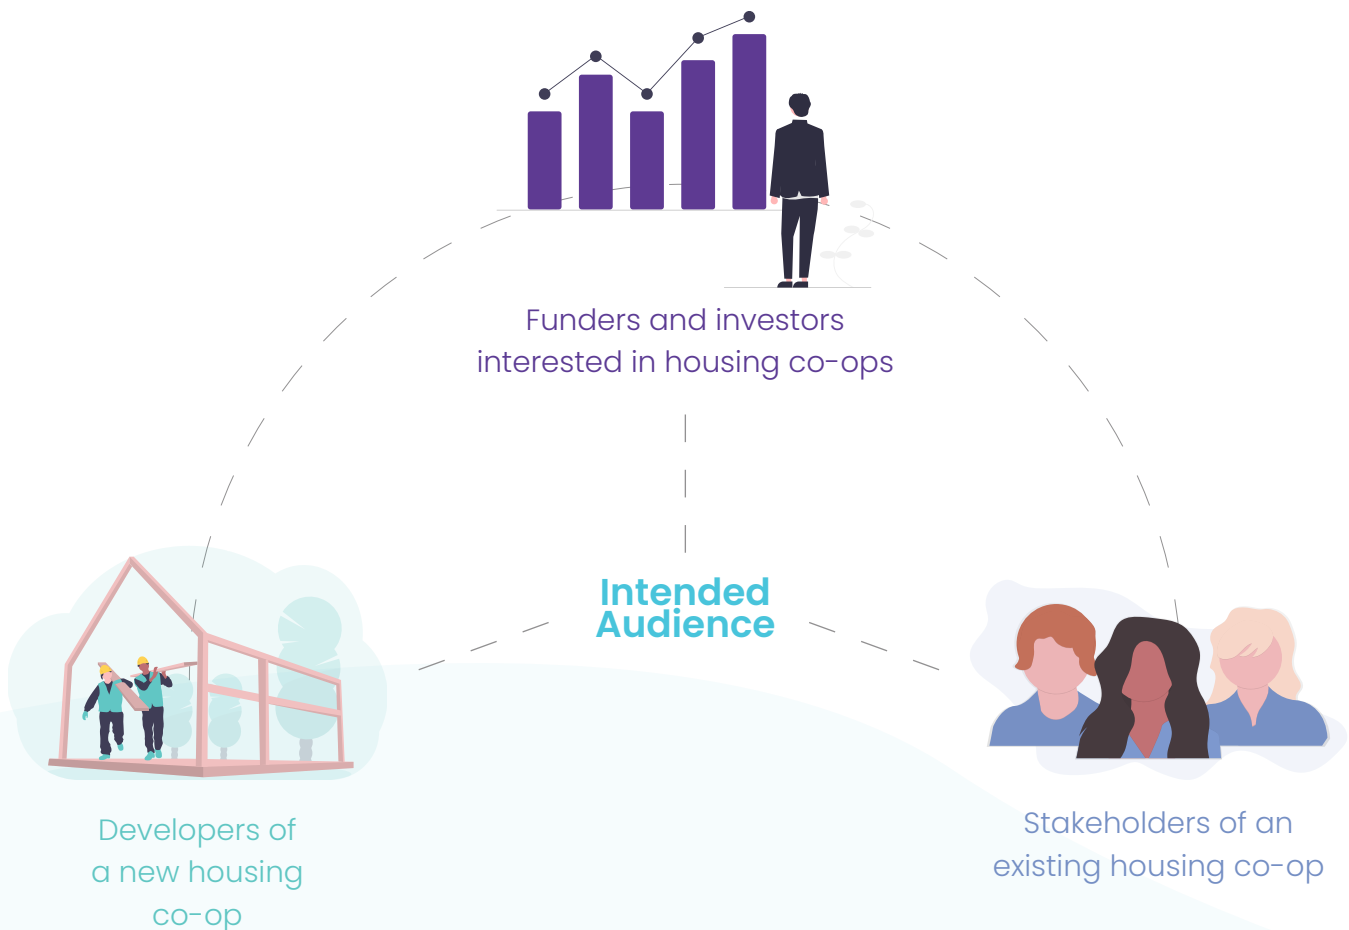 Funders and investors
interested in housing co-ops
Intended
Audience
Developers of
a new housing
co-op
Stakeholders of an
existing housing co-op